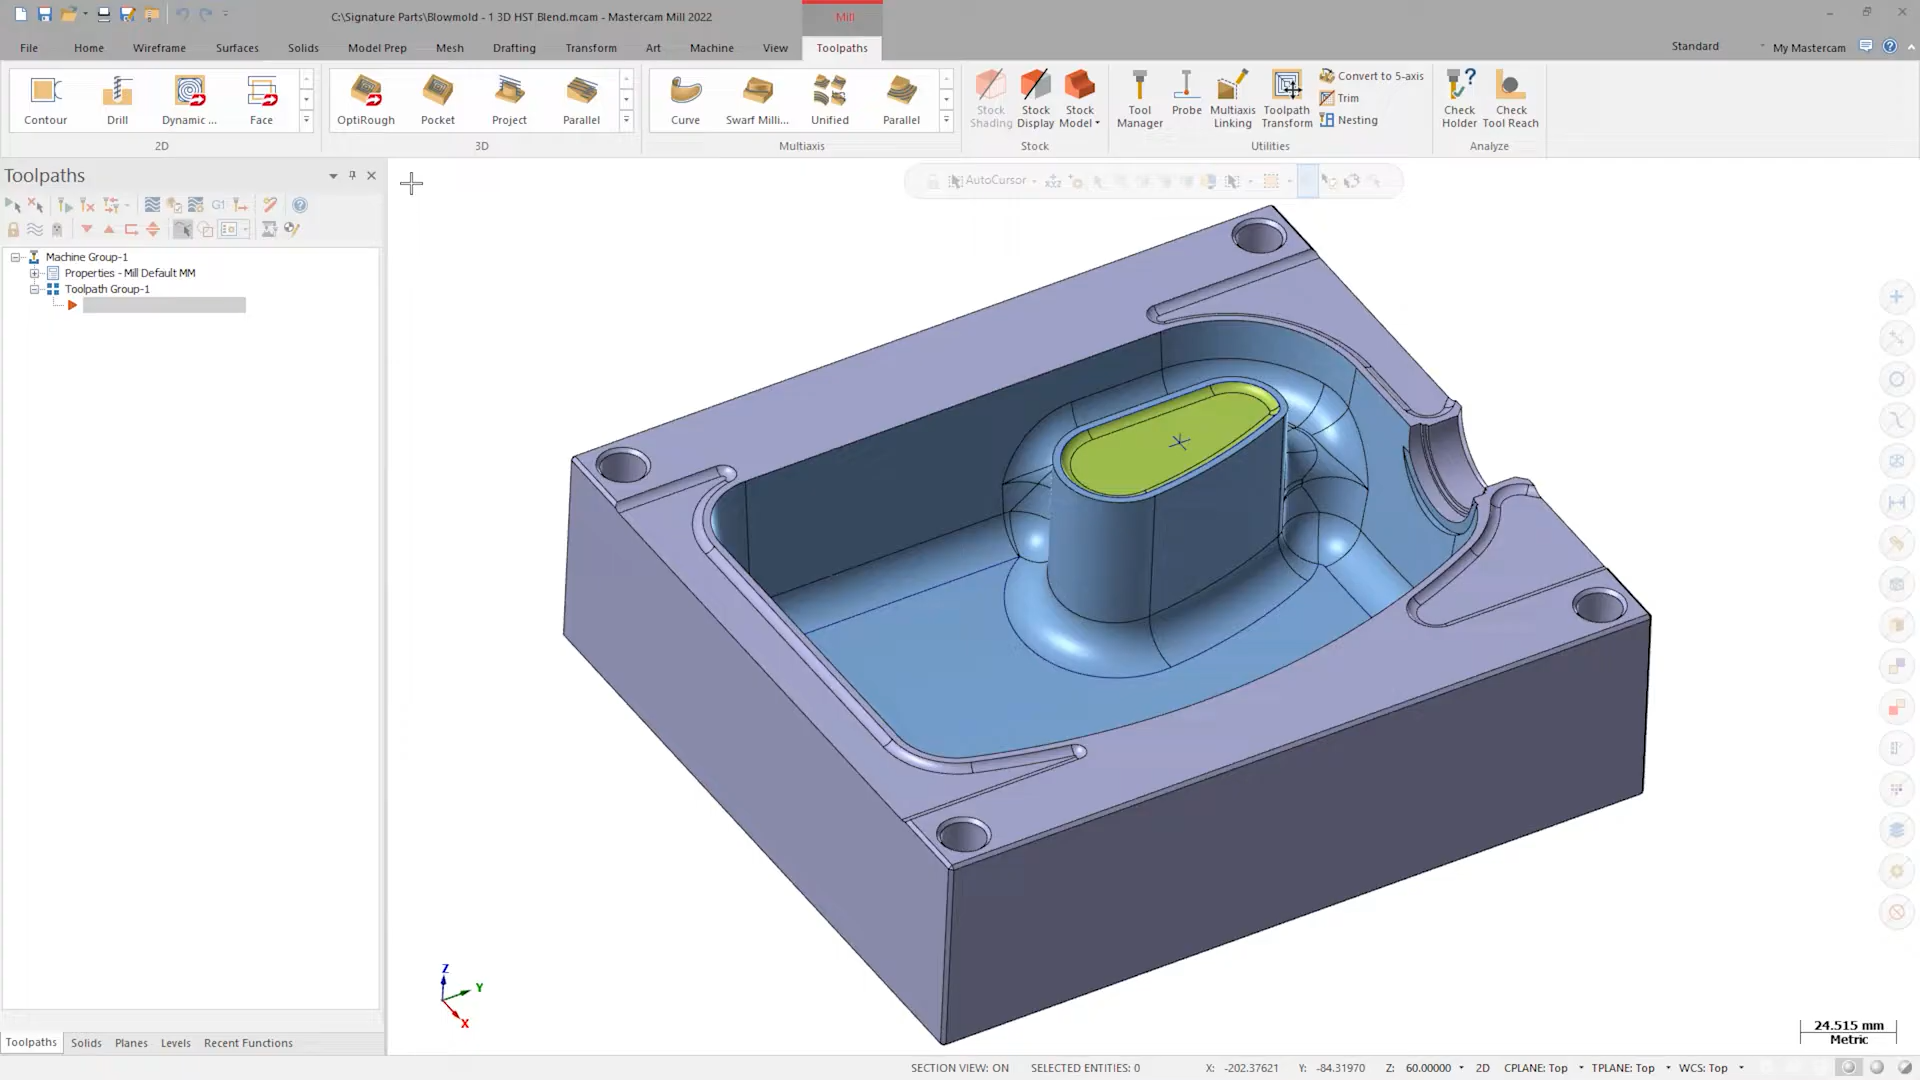 C:\Signature Parts\Blowmold - 1 3D HST Blend.mcam - Mastercam Mill 2022
Mill
File Home Wireframe Surfaces Solids Model Prep Mesh Drafting Transform Art Machine View Toolpaths
Standard My Mastercam
Contour Drill Dynamic ... Face
2D
OptiRough Pocket Project Parallel
3D
Curve Swarf Milli... Unified Parallel
Multiaxis
Stock Shading
Stock Display
Stock Model
Stock
Tool Manager
Probe
Multiaxis Linking
Toolpath Transform
Convert to 5-axis
Trim
Nesting
Utilities
Check Holder
Check Tool Reach
Analyze
Toolpaths
AutoCursor
G1
Machine Group-1
Properties - Mill Default MM
Toolpath Group-1
Z
Y
X
24.515 mm
Metric
Toolpaths Solids Planes Levels Recent Functions
SECTION VIEW: ON SELECTED ENTITIES: 0 X: -202.37621 Y: -84.31970 Z: 60.00000 2D CPLANE: Top TPLANE: Top WCS: Top